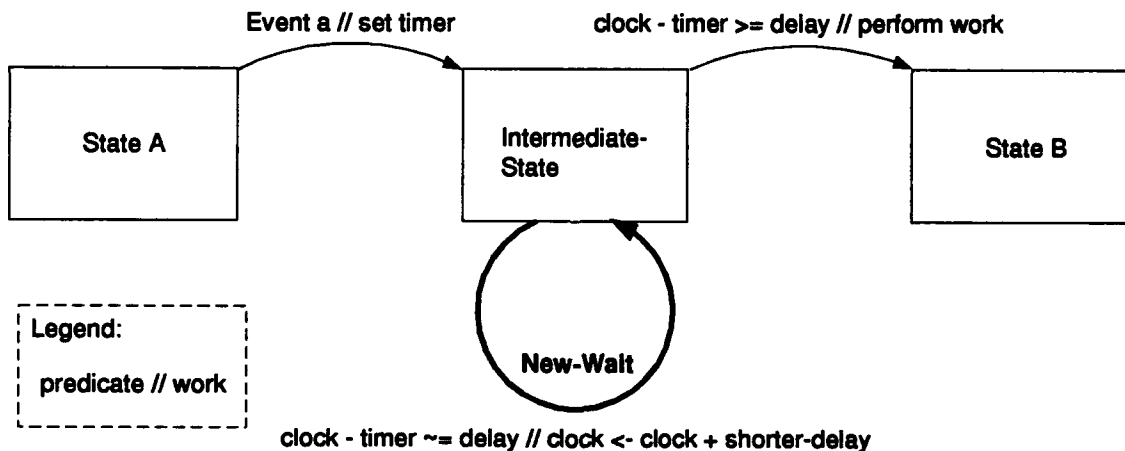 Event a // set timer
clock - timer >= delay // perform work
State A
Intermediate-
State
State B
Legend:
predicate // work
New-Wait
clock - timer ~= delay // clock <- clock + shorter-delay